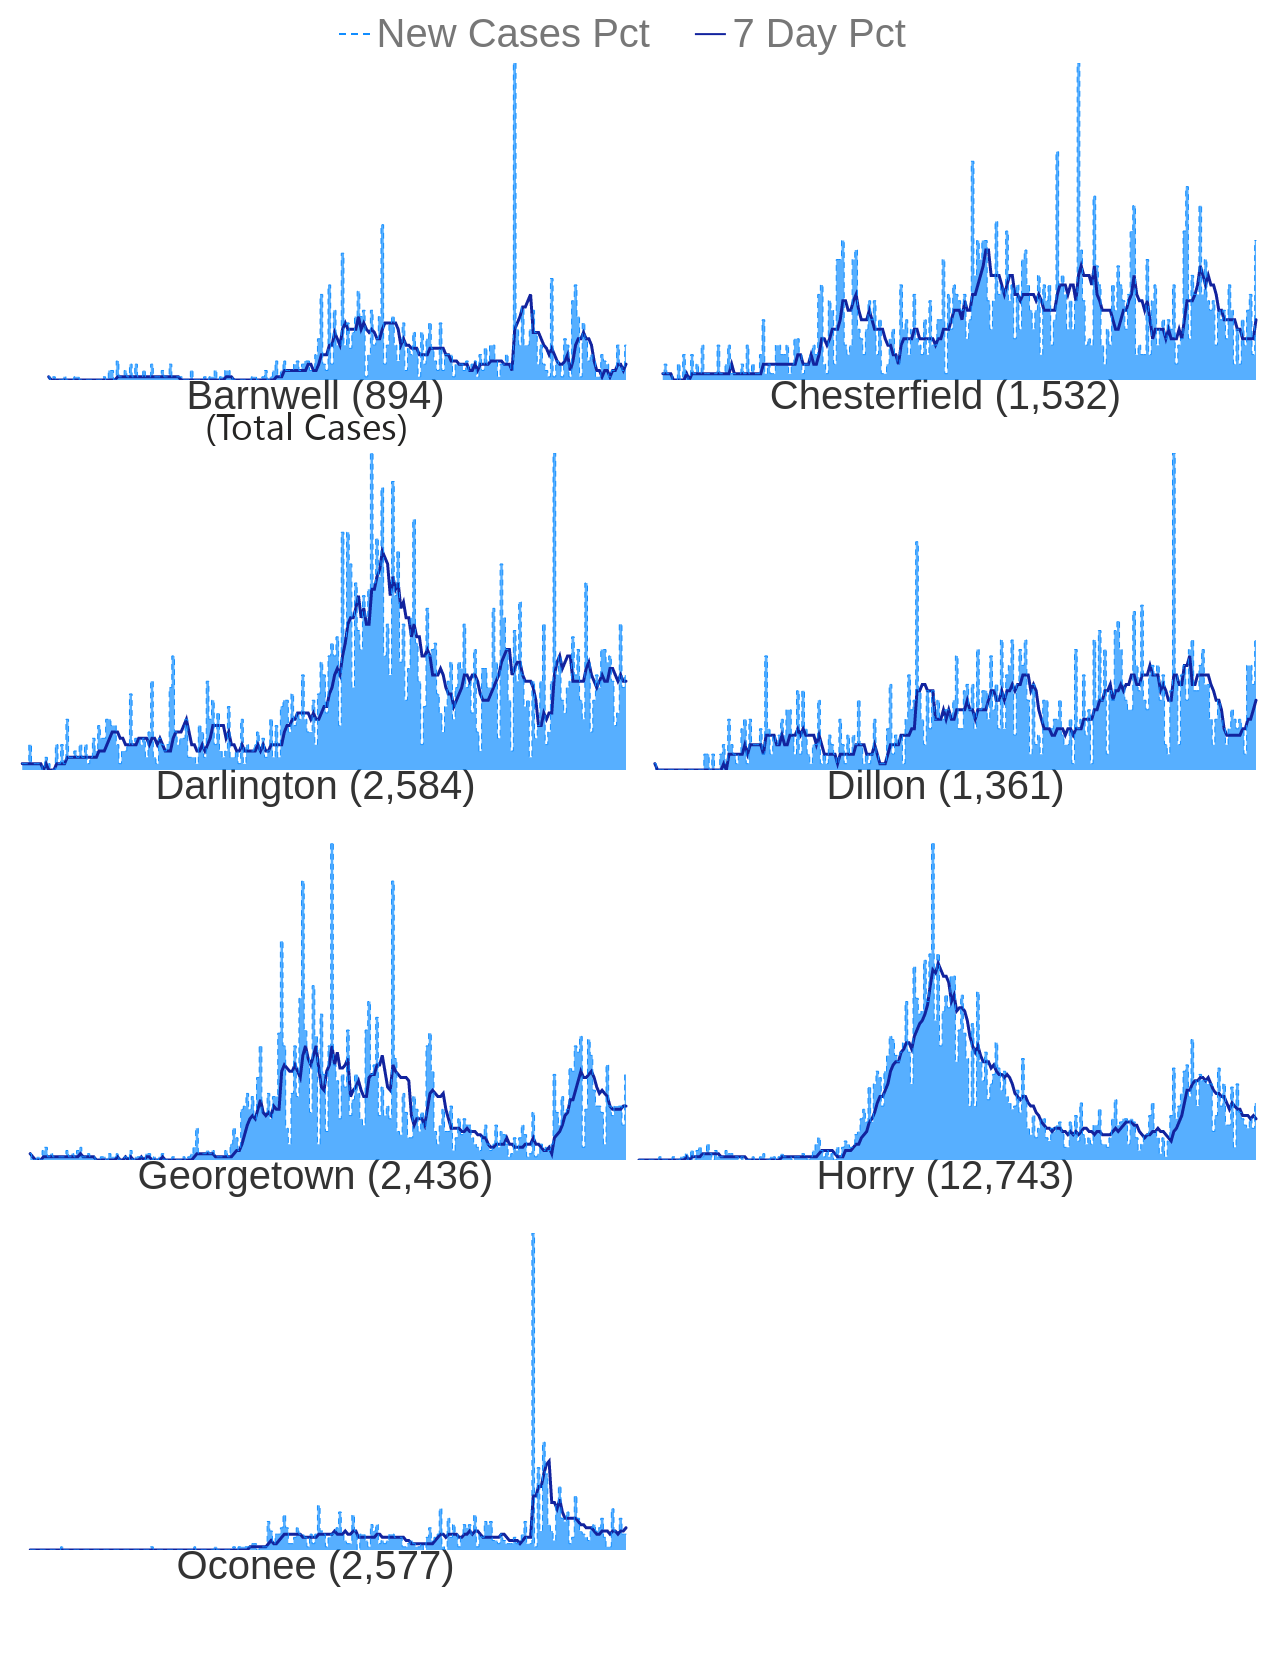 New Cases Pct 7 Day Pct
Barnwell (894)
(Total Cases)
Chesterfield (1,532)
Darlington (2,584)
Dillon (1,361)
Georgetown (2,436)
Horry (12,743)
Oconee (2,577)